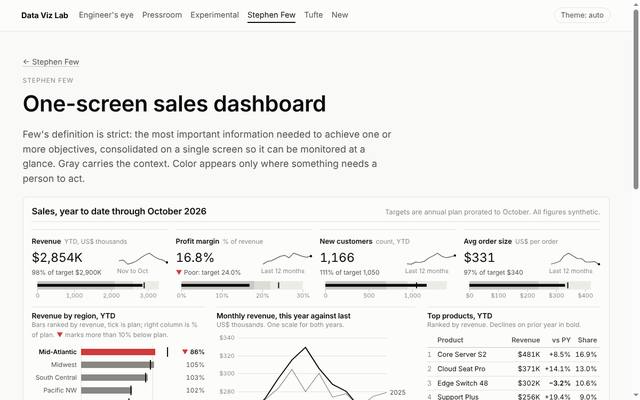 Data Viz Lab Engineer's eye Pressroom Experimental Stephen Few Tufte New Theme: auto
← Stephen Few
STEPHEN FEW
One-screen sales dashboard
Few's definition is strict: the most important information needed to achieve one or
more objectives, consolidated on a single screen so it can be monitored at a
glance. Gray carries the context. Color appears only where something needs a
person to act.
Sales, year to date through October 2026 Targets are annual plan prorated to October. All figures synthetic.
Revenue YTD, US$ thousands
$2,854K
98% of target $2,900K Nov to Oct
0 1,000 2,000 3,000
Profit margin % of revenue
16.8%
▼ Poor: target 24.0% Last 12 months
0% 10% 20% 30%
New customers count, YTD
1,166
111% of target 1,050 Last 12 months
0 500 1,000
Avg order size US$ per order
$331
97% of target $340 Last 12 months
$0 $100 $200 $300 $400
Revenue by region, YTD
Bars ranked by revenue, tick is plan; right column is %
of plan. ▼ marks more than 10% below plan.
Mid-Atlantic ▼ 86%
Midwest 105%
South Central 103%
Pacific NW 102%
Monthly revenue, this year against last
US$ thousands. One scale for both years.
$340
$320
$300
$280
2025
Top products, YTD
Ranked by revenue. Declines on prior year in bold.
Product Revenue vs PY Share
1 Core Server S2 $481K +8.5% 16.9%
2 Cloud Seat Pro $371K +14.1% 13.0%
3 Edge Switch 48 $302K −3.2% 10.6%
4 Support Plus $256K +19.4% 9.0%